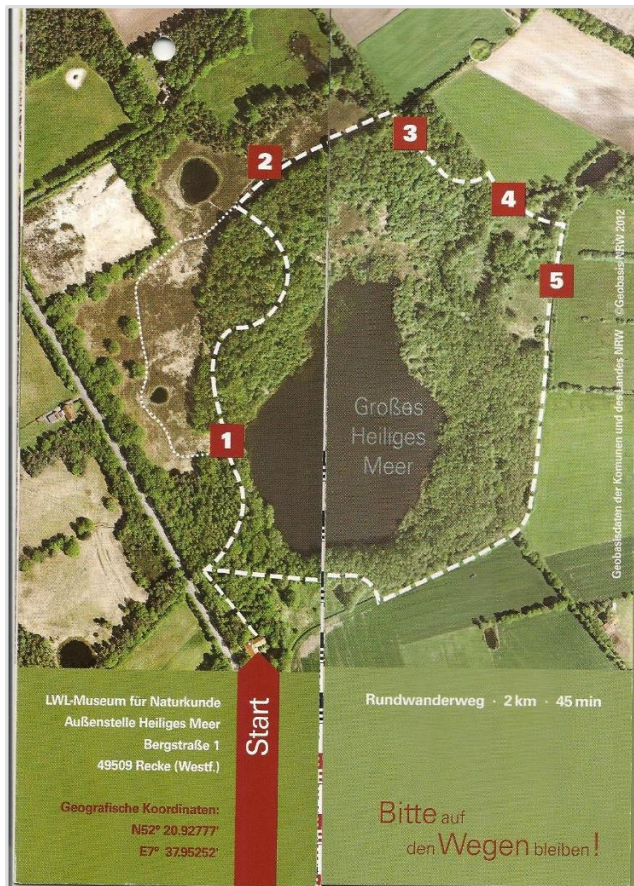 2
3
4
5
1
Großes
Heiliges
Meer
Geobasisdaten der Komunen und des Landes NRW ©Geobasis NRW 2012
Start
LWL-Museum für Naturkunde
Außenstelle Heiliges Meer
Bergstraße 1
49509 Recke (Westf.)
Geografische Koordinaten:
N52° 20.92777'
E7° 37.95252'
Rundwanderweg · 2 km · 45 min
Bitte auf
den Wegen bleiben!